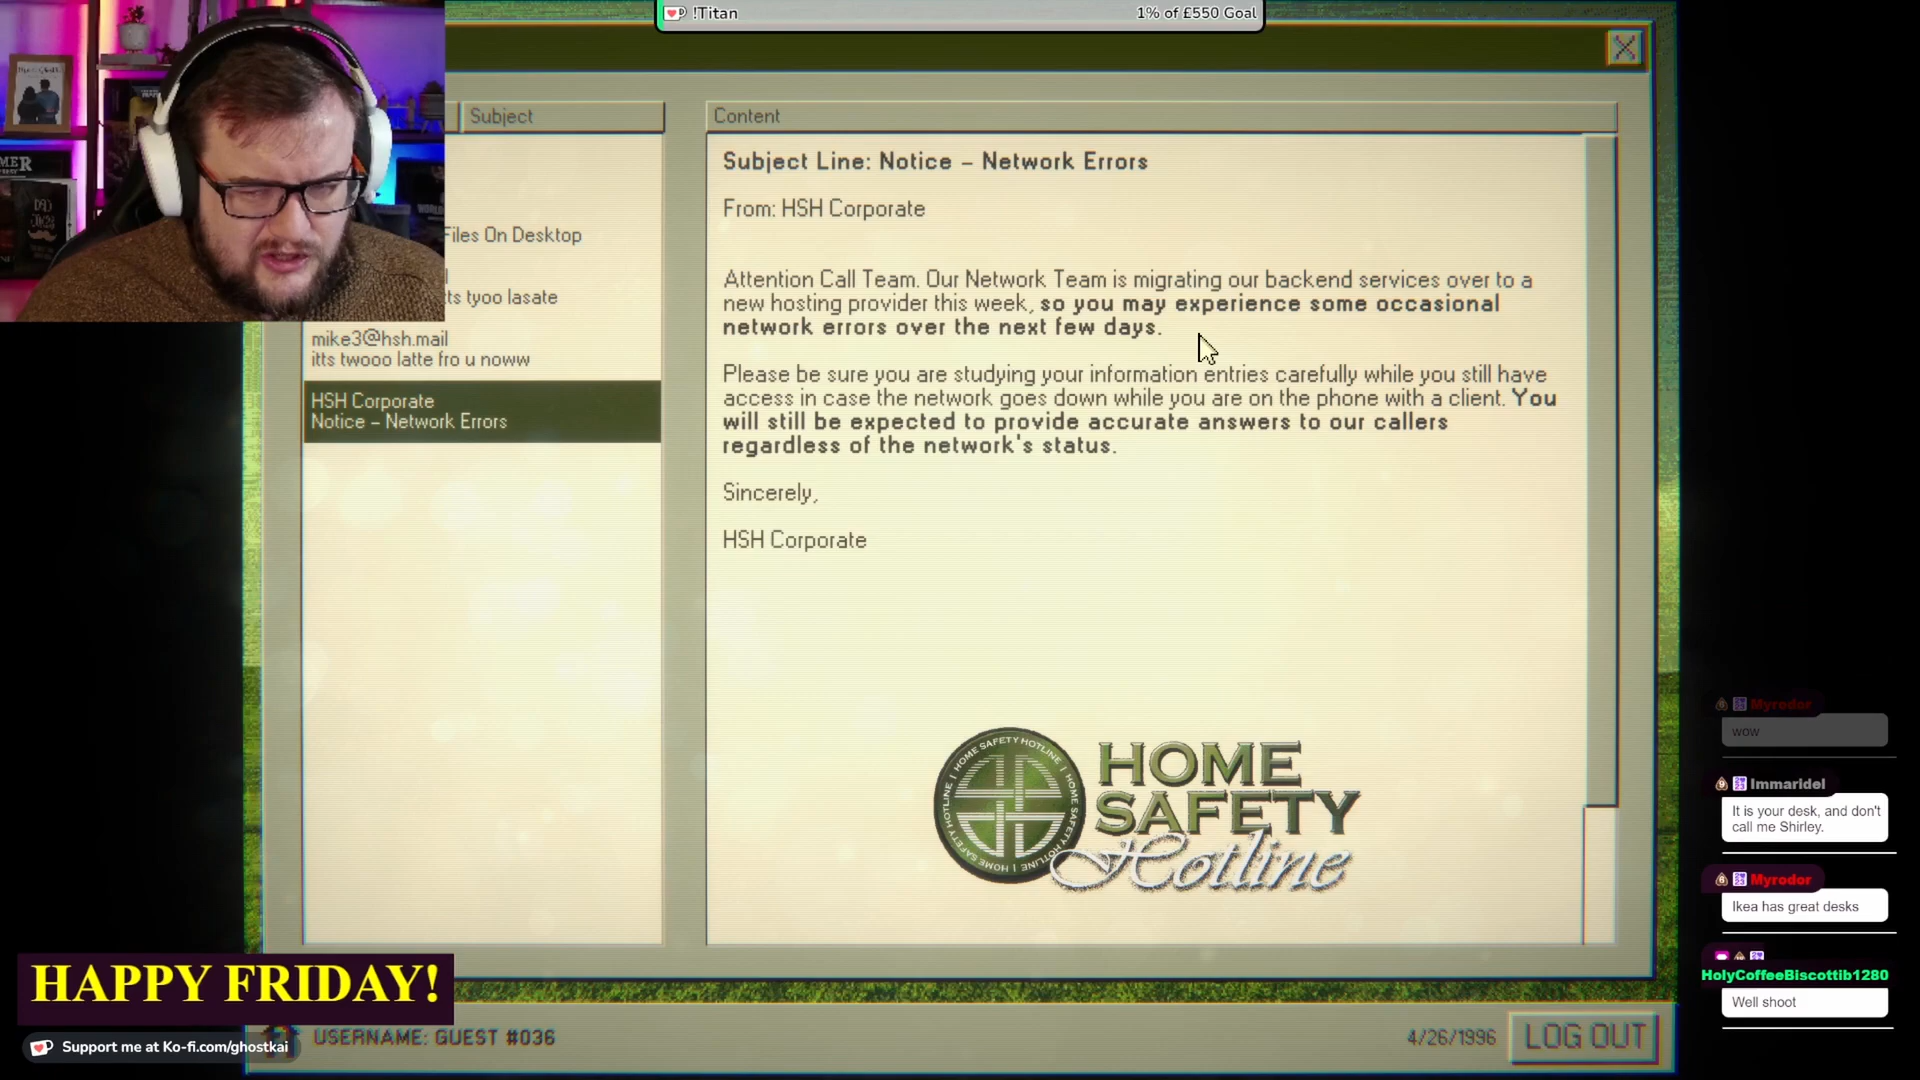 !Titan
1% of £550 Goal
Subject
Content
Files On Desktop
ts tyoo lasate
mike3@hsh.mail
itts twooo latte fro u noww
HSH Corporate
Notice – Network Errors
Subject Line: Notice – Network Errors
From: HSH Corporate
Attention Call Team. Our Network Team is migrating our backend services over to a
new hosting provider this week, so you may experience some occasional
network errors over the next few days.
Please be sure you are studying your information entries carefully while you still have
access in case the network goes down while you are on the phone with a client. You
will still be expected to provide accurate answers to our callers
regardless of the network's status.
Sincerely,
HSH Corporate
HOME SAFETY HOTLINE | HOME SAFETY HOTLINE | HOME SAFETY HOTLINE |
HOME
SAFETY
Hotline
Myrodor
wow
Immaridel
It is your desk, and don't
call me Shirley.
Myrodor
Ikea has great desks
HolyCoffeeBiscottib1280
Well shoot
HAPPY FRIDAY!
Support me at Ko-fi.com/ghostkai
USERNAME: GUEST #036
4/26/1996
LOG OUT